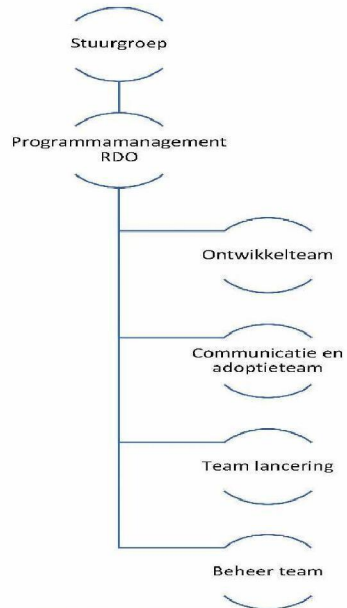 Stuurgroep
Programmamanagement
RDO
Ontwikkelteam
Communicatie en
adoptieteam
Team lancering
Beheer team